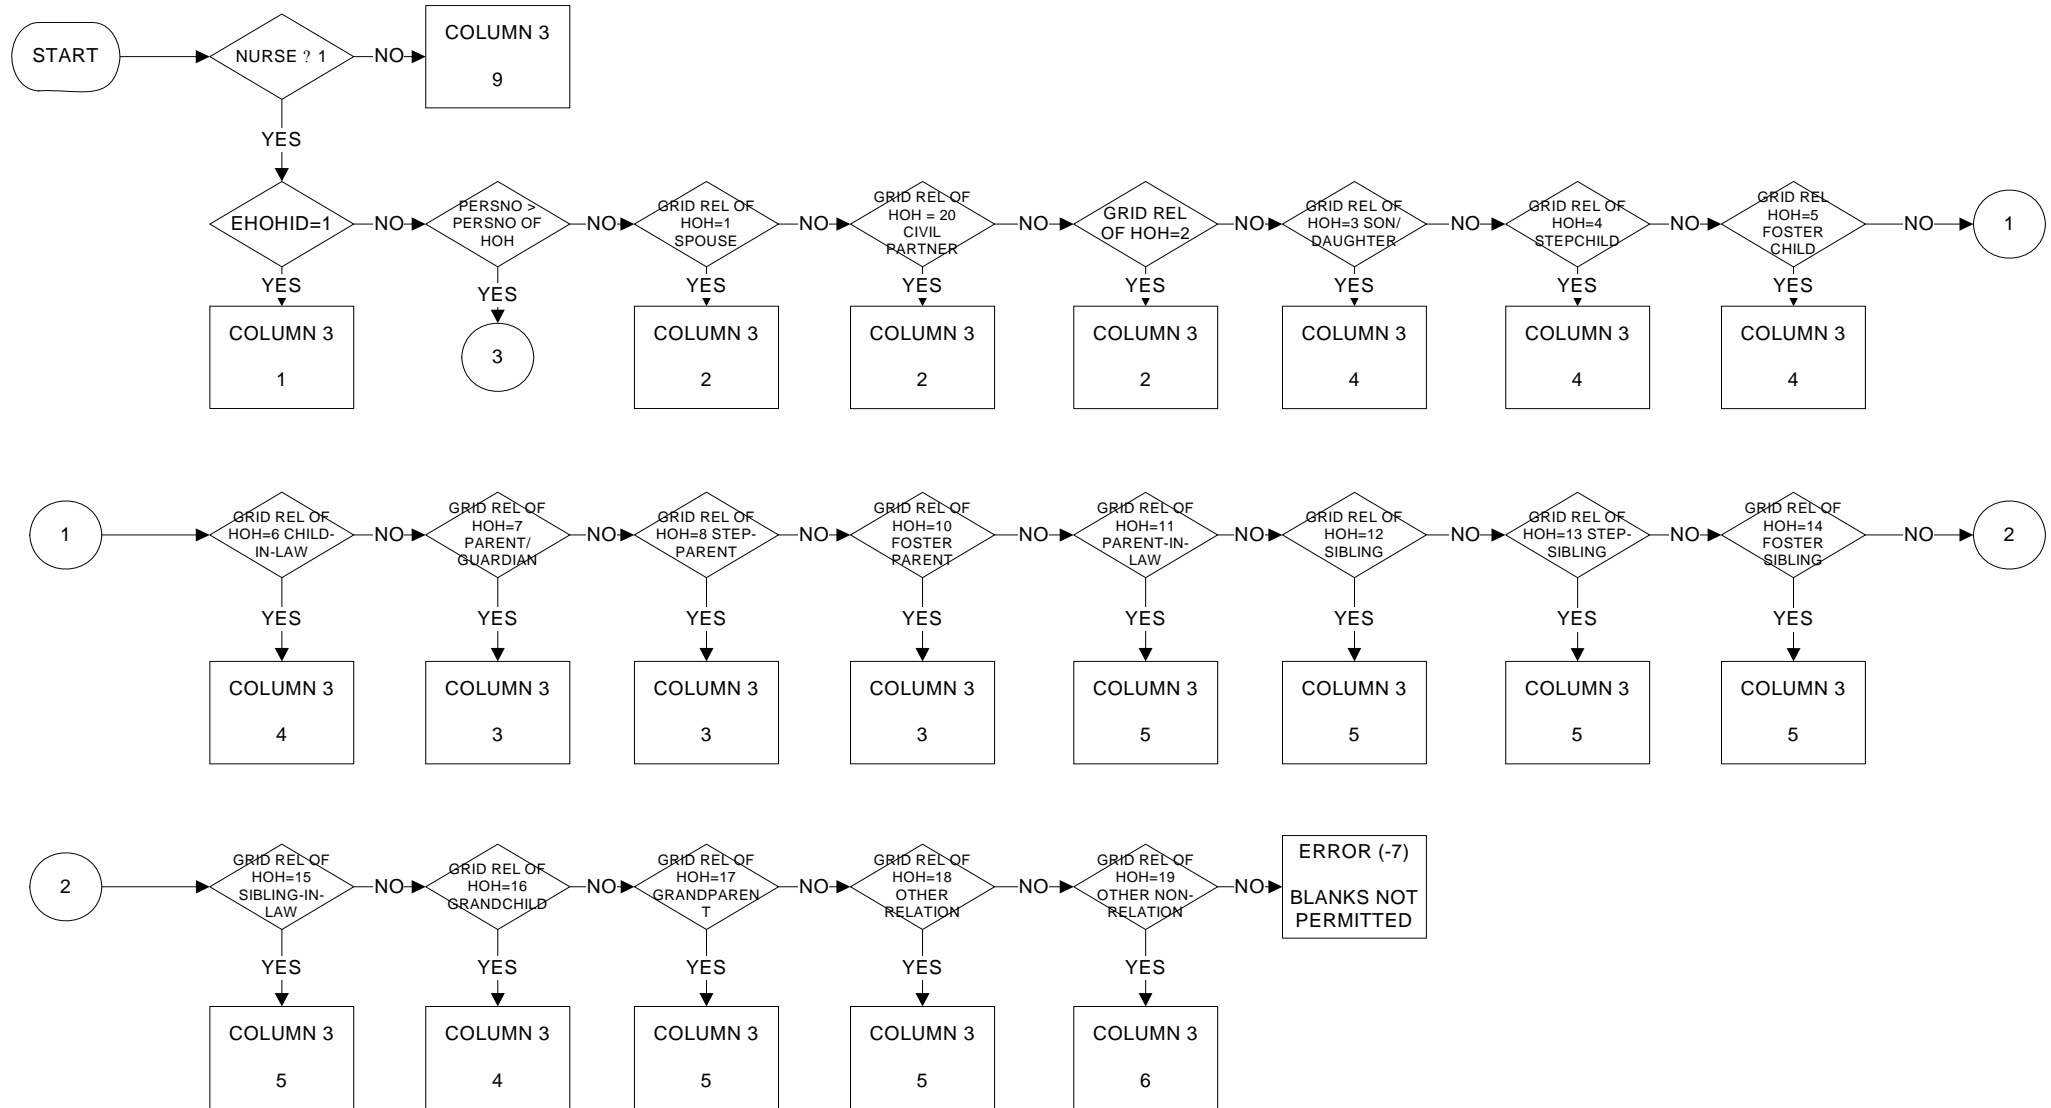 START
NURSE ? 1
NO
COLUMN 3
9
YES
EHOHID=1
NO
PERSNO >
PERSNO OF
HOH
NO
GRID REL OF
HOH=1
SPOUSE
NO
GRID REL OF
HOH = 20
CIVIL
PARTNER
NO
GRID REL
OF HOH=2
NO
GRID REL OF
HOH=3 SON/
DAUGHTER
NO
GRID REL OF
HOH=4
STEPCHILD
NO
GRID REL
HOH=5
FOSTER
CHILD
NO
1
YES
YES
YES
YES
YES
YES
YES
YES
COLUMN 3
1
3
COLUMN 3
2
COLUMN 3
2
COLUMN 3
2
COLUMN 3
4
COLUMN 3
4
COLUMN 3
4
1
GRID REL OF
HOH=6 CHILD-
IN-LAW
NO
GRID REL OF
HOH=7
PARENT/
GUARDIAN
NO
GRID REL OF
HOH=8 STEP-
PARENT
NO
GRID REL OF
HOH=10
FOSTER
PARENT
NO
GRID REL OF
HOH=11
PARENT-IN-
LAW
NO
GRID REL OF
HOH=12
SIBLING
NO
GRID REL OF
HOH=13 STEP-
SIBLING
NO
GRID REL OF
HOH=14
FOSTER
SIBLING
NO
2
YES
YES
YES
YES
YES
YES
YES
YES
COLUMN 3
4
COLUMN 3
3
COLUMN 3
3
COLUMN 3
3
COLUMN 3
5
COLUMN 3
5
COLUMN 3
5
COLUMN 3
5
2
GRID REL OF
HOH=15
SIBLING-IN-
LAW
NO
GRID REL OF
HOH=16
GRANDCHILD
NO
GRID REL OF
HOH=17
GRANDPAREN
T
NO
GRID REL OF
HOH=18
OTHER
RELATION
NO
GRID REL OF
HOH=19
OTHER NON-
RELATION
NO
ERROR (-7)
BLANKS NOT
PERMITTED
YES
YES
YES
YES
YES
COLUMN 3
5
COLUMN 3
4
COLUMN 3
5
COLUMN 3
5
COLUMN 3
6